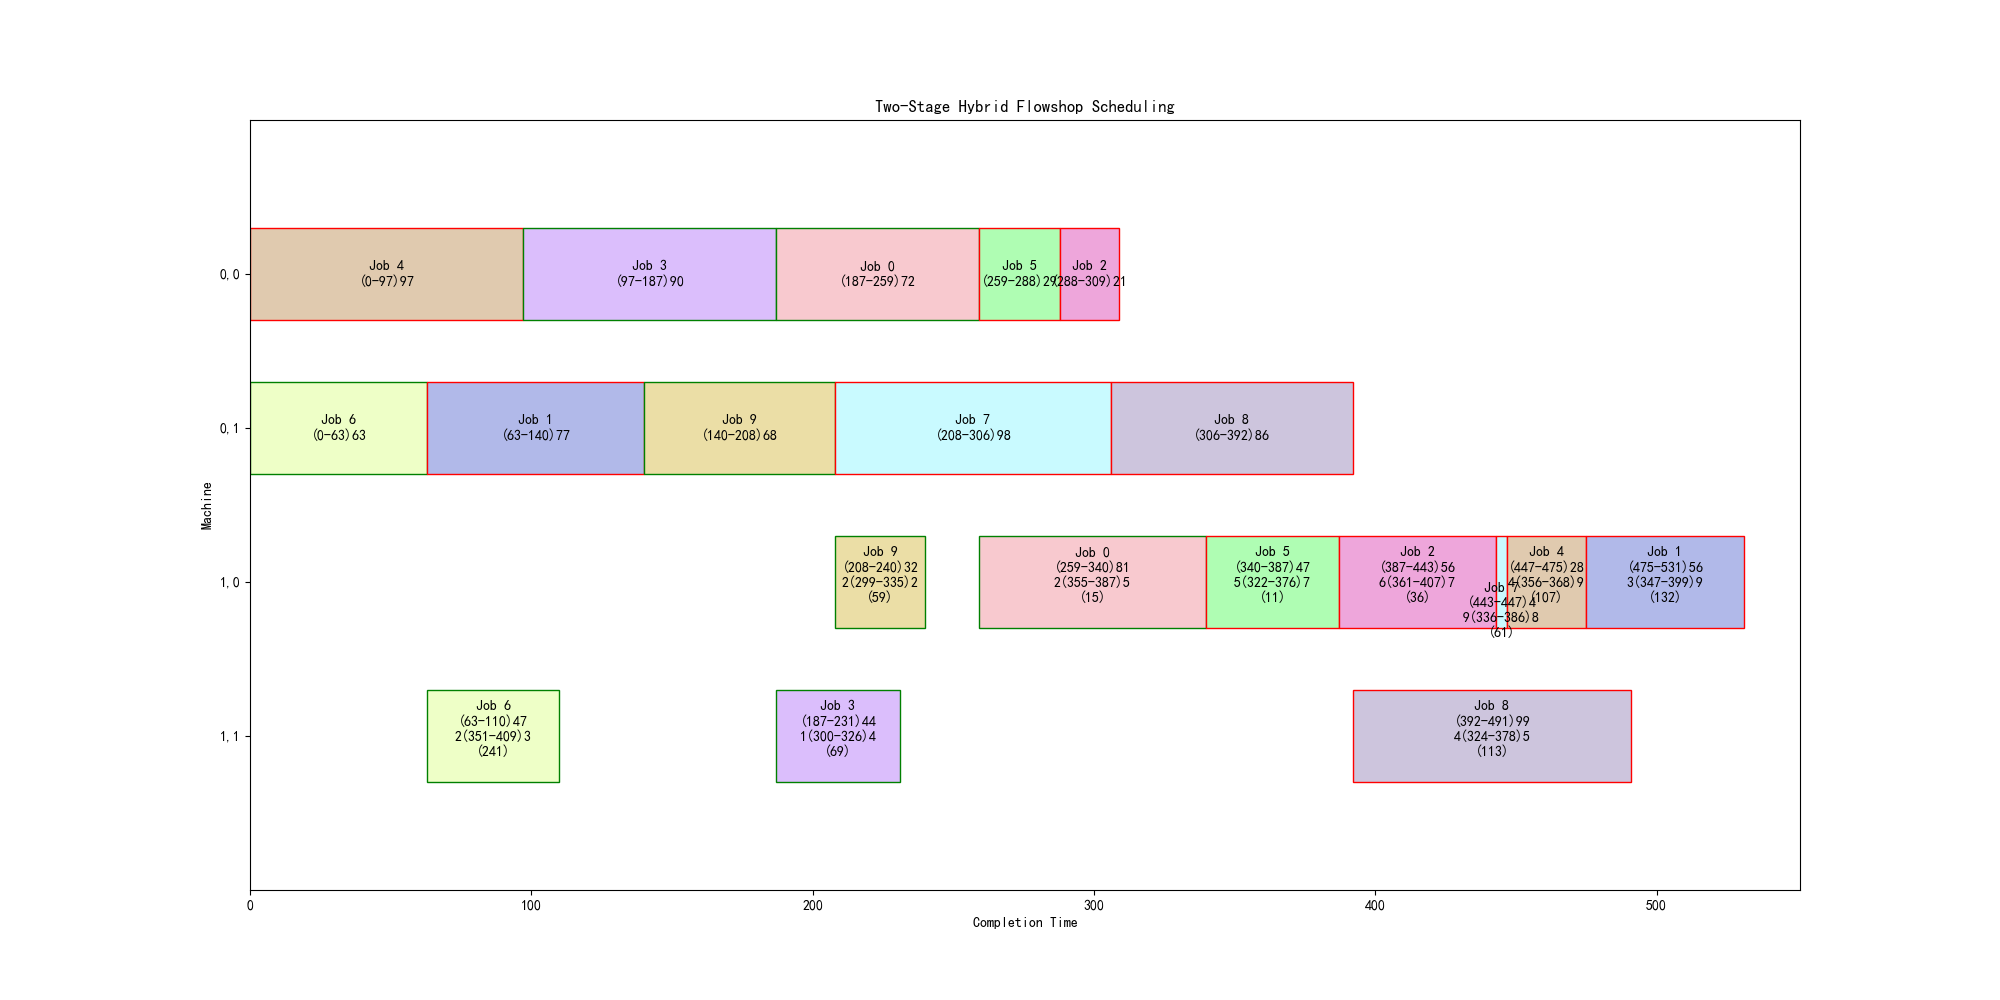 Two-Stage Hybrid Flowshop Scheduling
Machine
0,0
Job 4
(0-97)97
Job 3
(97-187)90
Job 0
(187-259)72
Job 5
(259-288)29
Job 2
(288-309)21
0,1
Job 6
(0-63)63
Job 1
(63-140)77
Job 9
(140-208)68
Job 7
(208-306)98
Job 8
(306-392)86
1,0
Job 9
(208-240)32
2(299-335)2
(59)
Job 0
(259-340)81
2(355-387)5
(15)
Job 5
(340-387)47
5(322-376)7
(11)
Job 2
(387-443)56
6(361-407)7
(36)
Job 7
(443-447)4
9(336-386)8
(61)
Job 4
(447-475)28
4(356-368)9
(107)
Job 1
(475-531)56
3(347-399)9
(132)
1,1
Job 6
(63-110)47
2(351-409)3
(241)
Job 3
(187-231)44
1(300-326)4
(69)
Job 8
(392-491)99
4(324-378)5
(113)
0
100
200
300
400
500
Completion Time